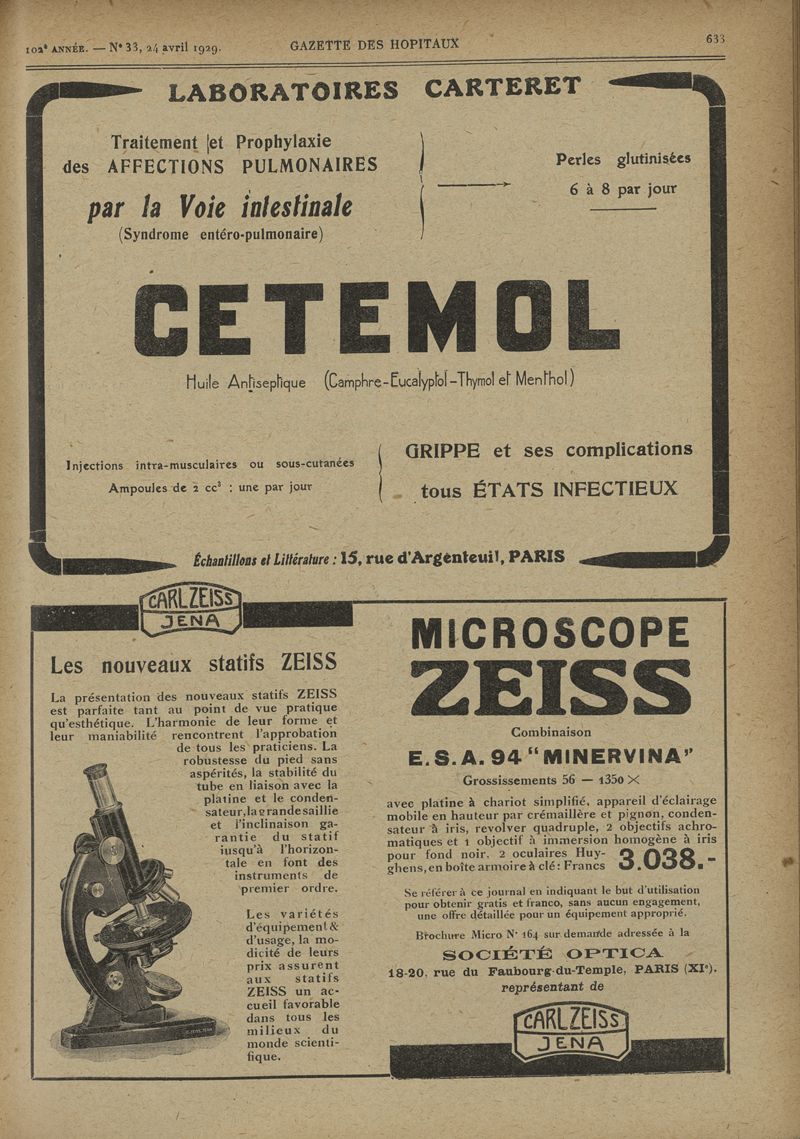 102e ANNÉE. — N° 33, 24 avril 1929.
GAZETTE DES HOPITAUX
633
LABORATOIRES CARTERET
Traitement et Prophylaxie
des AFFECTIONS PULMONAIRES
par la Voie intestinale
(Syndrome entéro-pulmonaire)
Perles glutinisées
6 à 8 par jour
CETEMOL
Huile Antiseptique (Camphre-Eucalyptol-Thymol et Menthol)
Injections intra-musculaires ou sous-cutanées
Ampoules de 2 cc³ : une par jour
GRIPPE et ses complications
tous ÉTATS INFECTIEUX
Échantillons et Littérature : 15, rue d'Argenteuil, PARIS
CARL ZEISS
JENA
Les nouveaux statifs ZEISS
La présentation des nouveaux statifs ZEISS
est parfaite tant au point de vue pratique
qu'esthétique. L'harmonie de leur forme et
leur maniabilité rencontrent l'approbation
de tous les praticiens. La
robustesse du pied sans
aspérités, la stabilité du
tube en liaison avec la
platine et le conden-
sateur, la grande saillie
et l'inclinaison ga-
rantie du statif
jusqu'à l'horizon-
tale en font des
instruments de
premier ordre.
Les variétés
d'équipement &
d'usage, la mo-
dicité de leurs
prix assurent
aux statifs
ZEISS un ac-
cueil favorable
dans tous les
milieux du
monde scienti-
fique.
MICROSCOPE
ZEISS
Combinaison
E.S.A. 94 "MINERVINA"
Grossissements 56 — 1350 ×
avec platine à chariot simplifié, appareil d'éclairage
mobile en hauteur par crémaillère et pignon, conden-
sateur à iris, revolver quadruple, 2 objectifs achro-
matiques et 1 objectif à immersion homogène à iris
pour fond noir, 2 oculaires Huy-
ghens, en boîte armoire à clé : Francs 3.038.-
Se référer à ce journal en indiquant le but d'utilisation
pour obtenir gratis et franco, sans aucun engagement,
une offre détaillée pour un équipement approprié.
Brochure Micro N° 164 sur demande adressée à la
SOCIÉTÉ OPTICA
18-20, rue du Faubourg-du-Temple, PARIS (XIe).
représentant de
CARL ZEISS
JENA